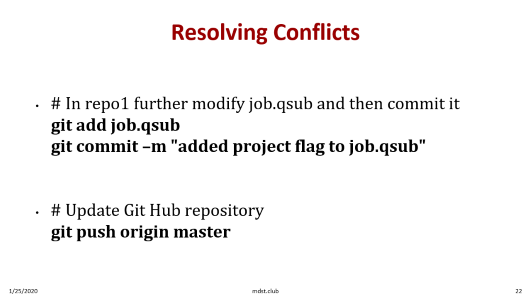 Resolving Conflicts
• # In repo1 further modify job.qsub and then commit it
git add job.qsub
git commit –m "added project flag to job.qsub"
• # Update Git Hub repository
git push origin master
1/25/2020 mdst.club 22